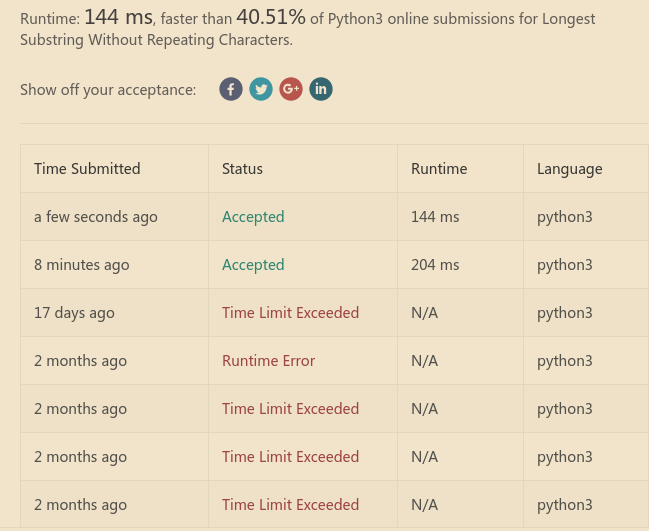 Runtime: 144 ms, faster than 40.51% of Python3 online submissions for Longest
Substring Without Repeating Characters.
Show off your acceptance: f G+ in
Time Submitted Status Runtime Language
a few seconds ago Accepted 144 ms python3
8 minutes ago Accepted 204 ms python3
17 days ago Time Limit Exceeded N/A python3
2 months ago Runtime Error N/A python3
2 months ago Time Limit Exceeded N/A python3
2 months ago Time Limit Exceeded N/A python3
2 months ago Time Limit Exceeded N/A python3